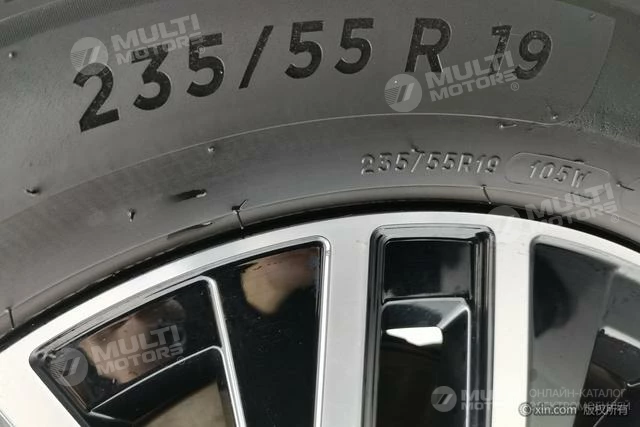 MULTI
MOTORS
235/55 R 19
MULTI
MOTORS
235/55R19 105W
MULTI
MOTORS
MULTI
MOTORS
MULTI
MOTORS
ОНЛАЙН-КАТАЛОГ
ЭЛЕКТРОМОБИЛЕЙ
©xin.com 版权所有